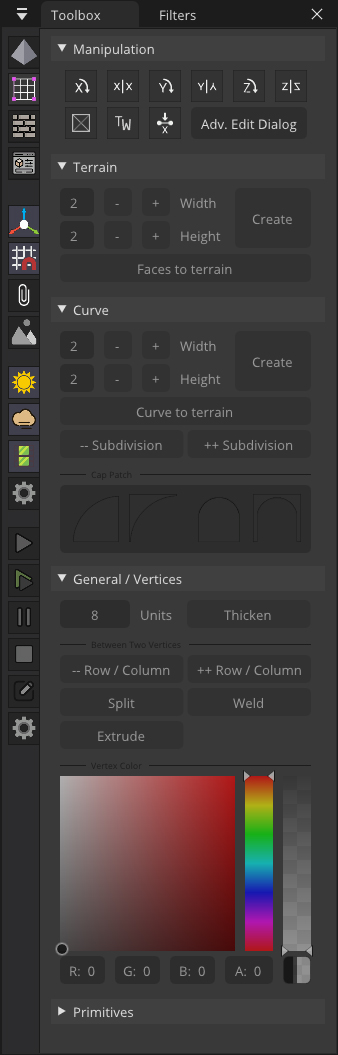 Toolbox Filters
Manipulation
X X|X Y Y|Y Z Z|Z
TW X Adv. Edit Dialog
Terrain
2 - + Width Create
2 - + Height
Faces to terrain
Curve
2 - + Width Create
2 - + Height
Curve to terrain
-- Subdivision ++ Subdivision
Cap Patch
General / Vertices
8 Units Thicken
Between Two Vertices
-- Row / Column ++ Row / Column
Split Weld
Extrude
Vertex Color
R: 0 G: 0 B: 0 A: 0
Primitives